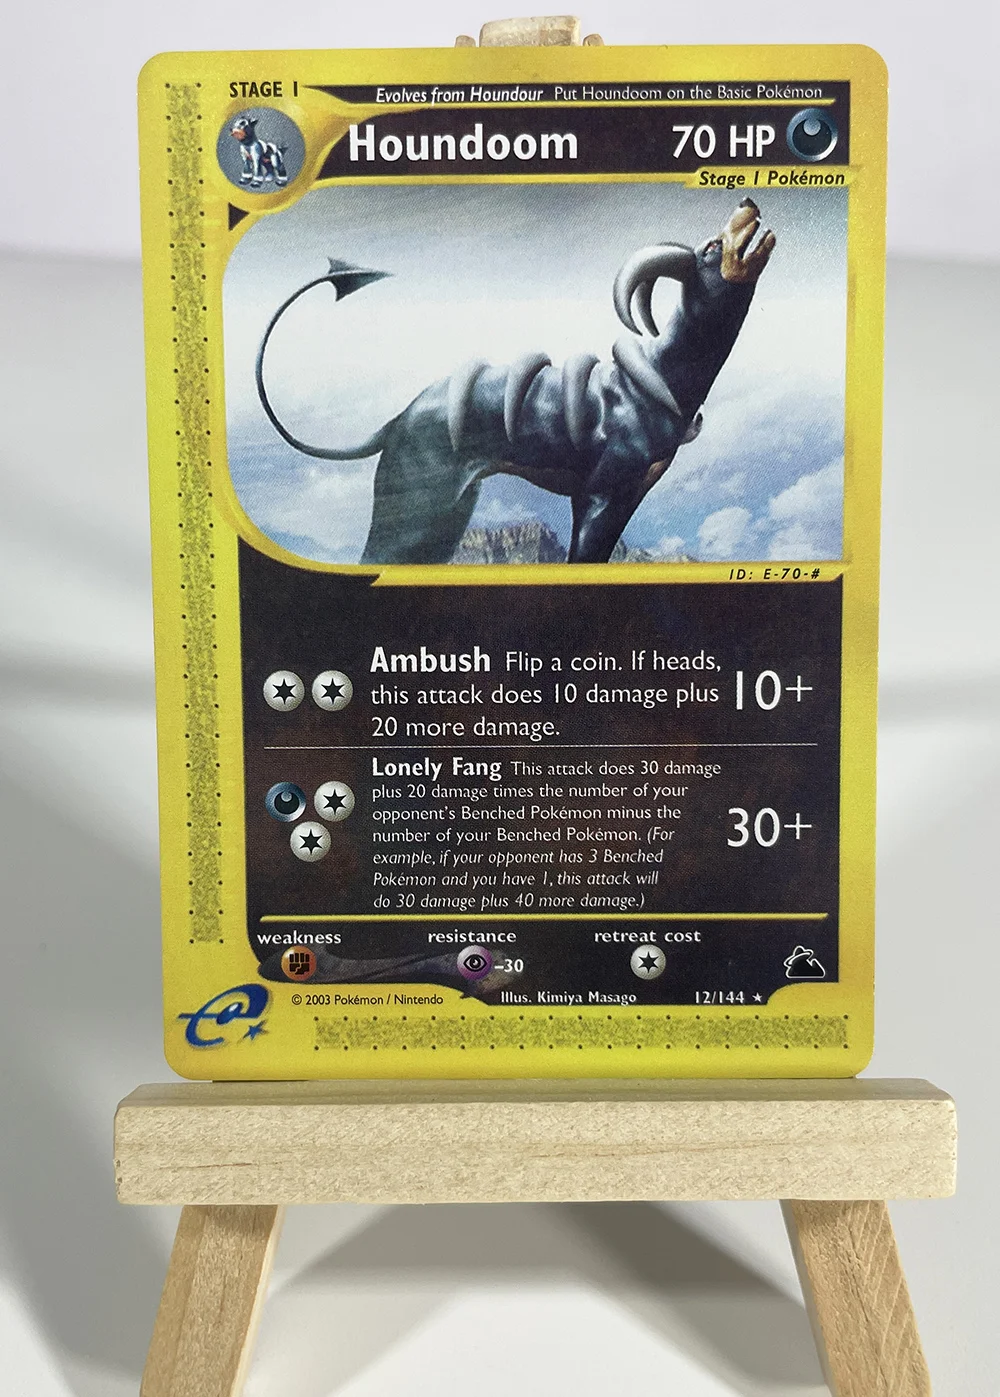 STAGE 1
Evolves from Houndour Put Houndoom on the Basic Pokémon
Houndoom 70 HP
Stage 1 Pokémon
ID: E-70-#
Ambush Flip a coin. If heads,
this attack does 10 damage plus 10+
20 more damage.
Lonely Fang This attack does 30 damage
plus 20 damage times the number of your
opponent's Benched Pokémon minus the
number of your Benched Pokémon. (For 30+
example, if your opponent has 3 Benched
Pokémon and you have 1, this attack will
do 30 damage plus 40 more damage.)
weakness resistance retreat cost
-30
© 2003 Pokémon / Nintendo Illus. Kimiya Masago 12/144 ★
e